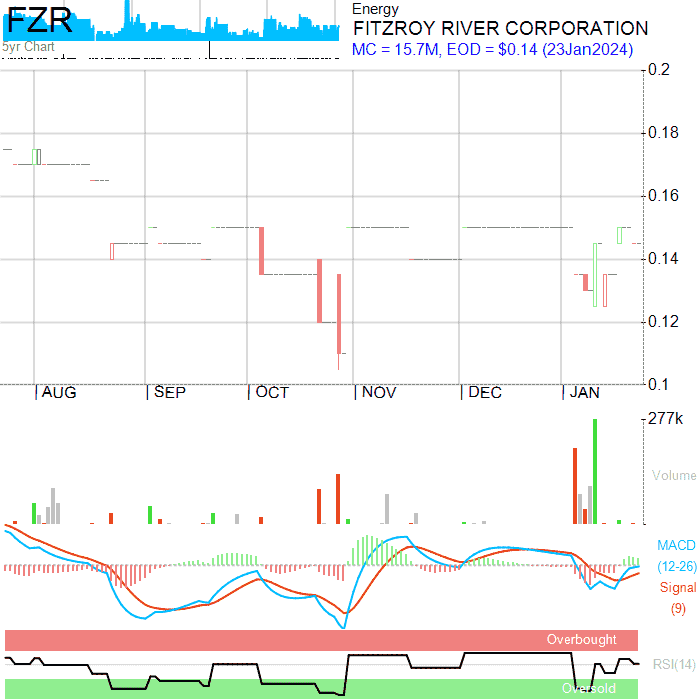 FZR
5yr Chart
Energy
FITZROY RIVER CORPORATION
MC = 15.7M, EOD = $0.14 (23Jan2024)
0.2
0.18
0.16
0.14
0.12
0.1
AUG SEP OCT NOV DEC JAN
277k
Volume
MACD
(12-26)
Signal
(9)
Overbought
RSI(14)
Oversold